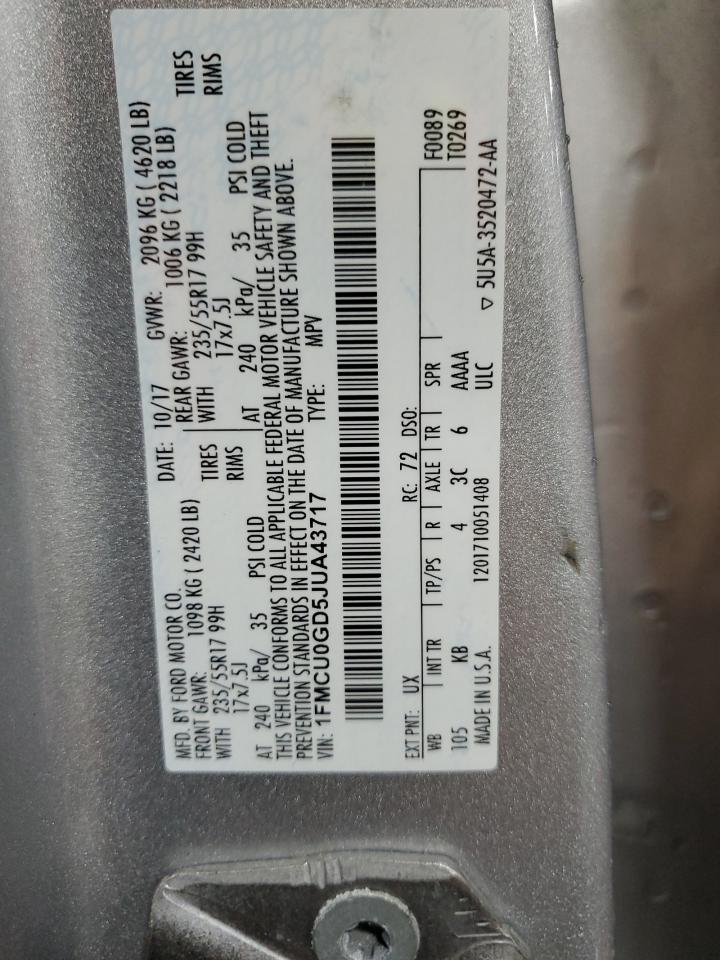 MFD. BY FORD MOTOR CO.
DATE: 10/17 GVWR: 2096 KG ( 4620 LB)
FRONT GAWR: 1098 KG ( 2420 LB) REAR GAWR: 1006 KG ( 2218 LB)
WITH 235/55R17 99H TIRES WITH 235/55R17 99H TIRES
17x7.5J RIMS 17x7.5J RIMS
AT 240 kPa/ 35 PSI COLD AT 240 kPa/ 35 PSI COLD
THIS VEHICLE CONFORMS TO ALL APPLICABLE FEDERAL MOTOR VEHICLE SAFETY AND THEFT
PREVENTION STANDARDS IN EFFECT ON THE DATE OF MANUFACTURE SHOWN ABOVE.
VIN: 1FMCU0GD5JUA43717 TYPE: MPV
EXT PNT: UX RC: 72 DSO: F0089
WB INT TR TP/PS R AXLE TR SPR T0269
105 KB 4 3C 6 AAAA
MADE IN U.S.A. 1201710051408 ULC ▽ 5U5A-3520472-AA